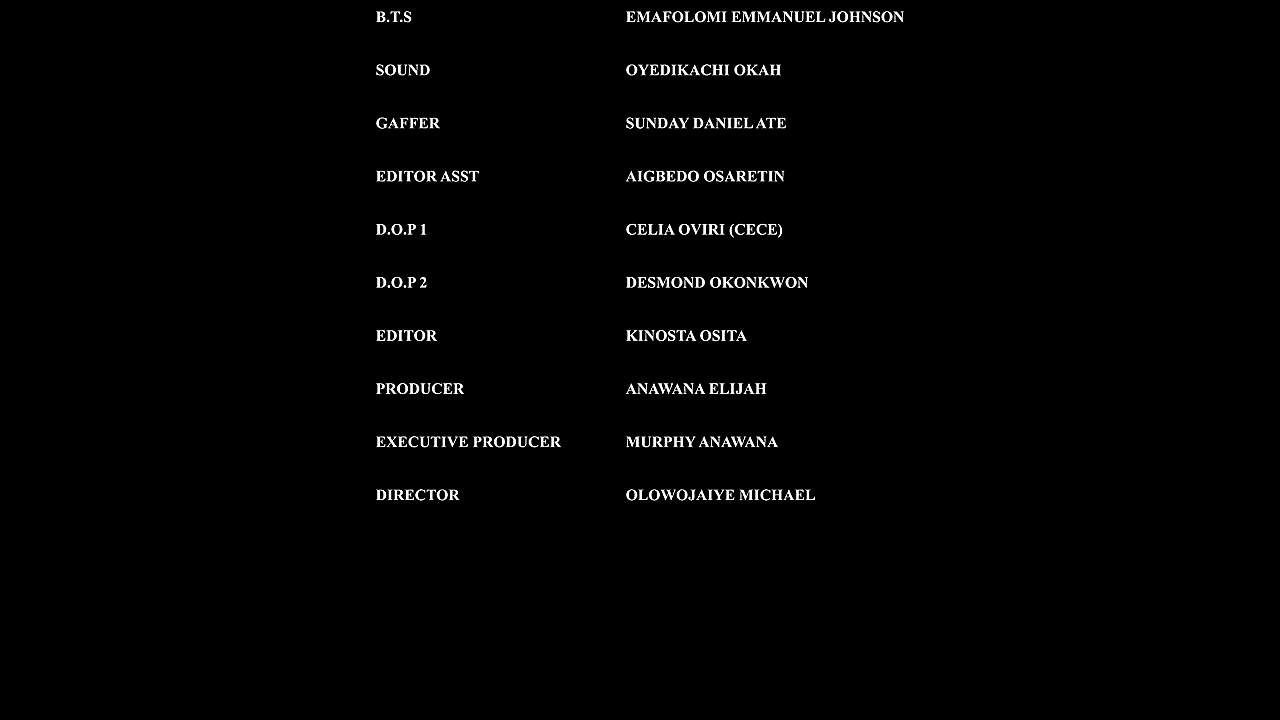 B.T.S EMAFOLOMI EMMANUEL JOHNSON
SOUND OYEDIKACHI OKAH
GAFFER SUNDAY DANIEL ATE
EDITOR ASST AIGBEDO OSARETIN
D.O.P 1 CELIA OVIRI (CECE)
D.O.P 2 DESMOND OKONKWON
EDITOR KINOSTA OSITA
PRODUCER ANAWANA ELIJAH
EXECUTIVE PRODUCER MURPHY ANAWANA
DIRECTOR OLOWOJAIYE MICHAEL